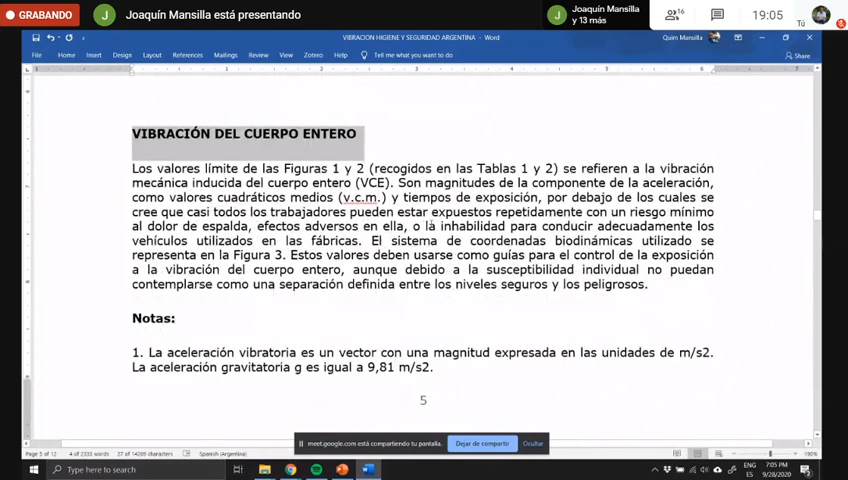 GRABANDO
J Joaquín Mansilla está presentando
J Joaquín Mansilla y 13 más
16
19:05
Tú
VIBRACION HIGIENE Y SEGURIDAD ARGENTINA - Word
Quim Mansilla
File Home Insert Design Layout References Mailings Review View Zotero Help Tell me what you want to do Share
VIBRACIÓN DEL CUERPO ENTERO
Los valores límite de las Figuras 1 y 2 (recogidos en las Tablas 1 y 2) se refieren a la vibración
mecánica inducida del cuerpo entero (VCE). Son magnitudes de la componente de la aceleración,
como valores cuadráticos medios (v.c.m.) y tiempos de exposición, por debajo de los cuales se
cree que casi todos los trabajadores pueden estar expuestos repetidamente con un riesgo mínimo
al dolor de espalda, efectos adversos en ella, o la inhabilidad para conducir adecuadamente los
vehículos utilizados en las fábricas. El sistema de coordenadas biodinámicas utilizado se
representa en la Figura 3. Estos valores deben usarse como guías para el control de la exposición
a la vibración del cuerpo entero, aunque debido a la susceptibilidad individual no puedan
contemplarse como una separación definida entre los niveles seguros y los peligrosos.
Notas:
1. La aceleración vibratoria es un vector con una magnitud expresada en las unidades de m/s2.
La aceleración gravitatoria g es igual a 9,81 m/s2.
5
meet.google.com está compartiendo tu pantalla. Dejar de compartir Ocultar
Page 5 of 12 4 of 2333 words 27 of 14289 characters Spanish (Argentina)
Type here to search
ENG
ES
7:05 PM
9/28/2020